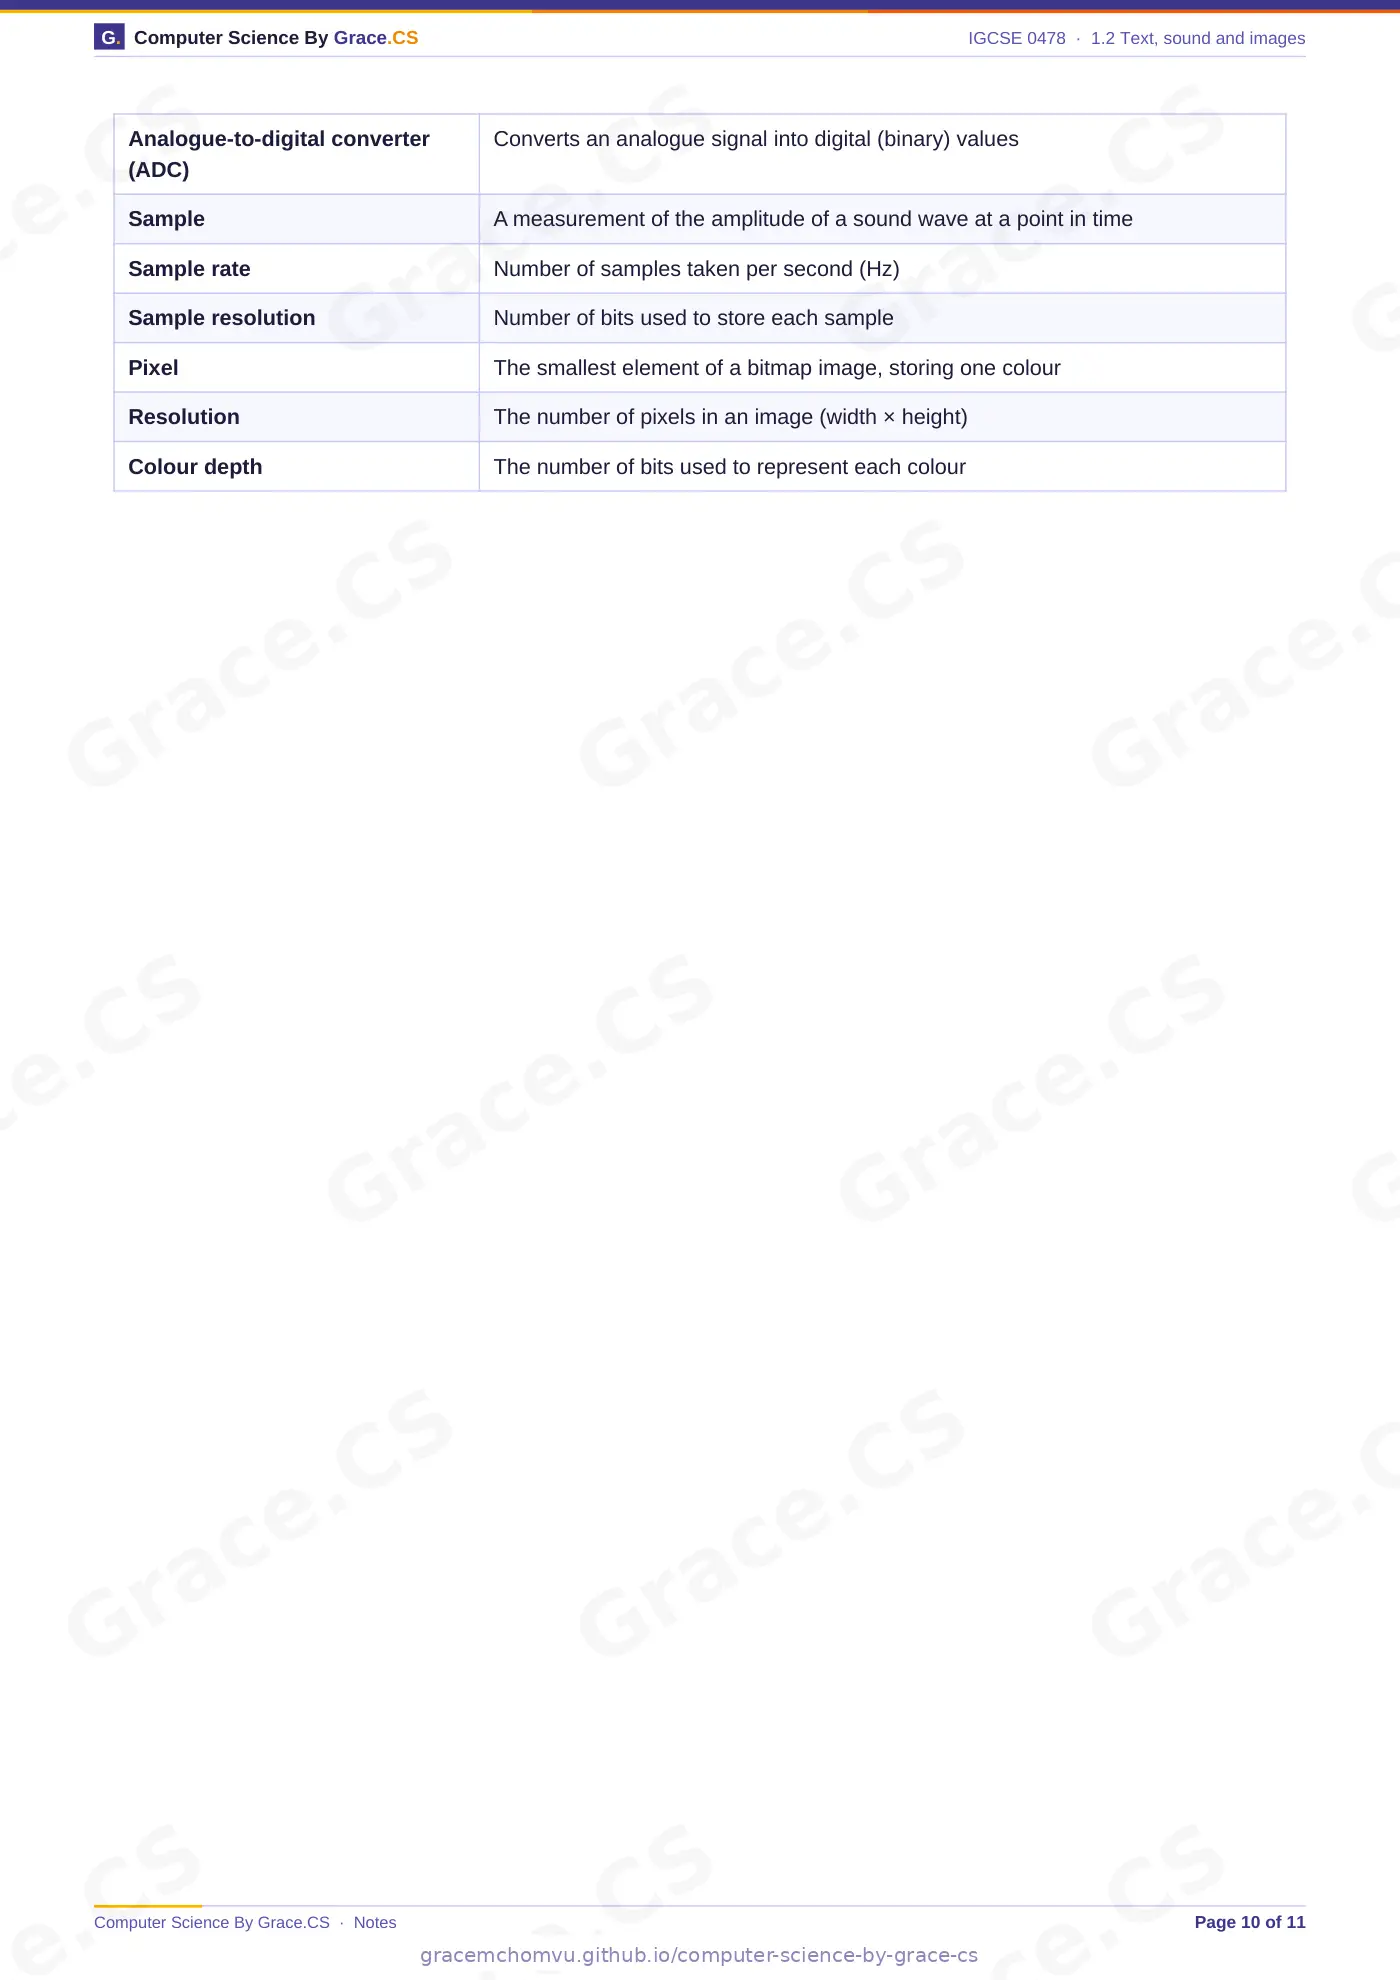 G. Computer Science By Grace.CS
IGCSE 0478 · 1.2 Text, sound and images
Analogue-to-digital converter (ADC)
Converts an analogue signal into digital (binary) values
Sample
A measurement of the amplitude of a sound wave at a point in time
Sample rate
Number of samples taken per second (Hz)
Sample resolution
Number of bits used to store each sample
Pixel
The smallest element of a bitmap image, storing one colour
Resolution
The number of pixels in an image (width × height)
Colour depth
The number of bits used to represent each colour
Computer Science By Grace.CS · Notes
Page 10 of 11
gracemchomvu.github.io/computer-science-by-grace-cs